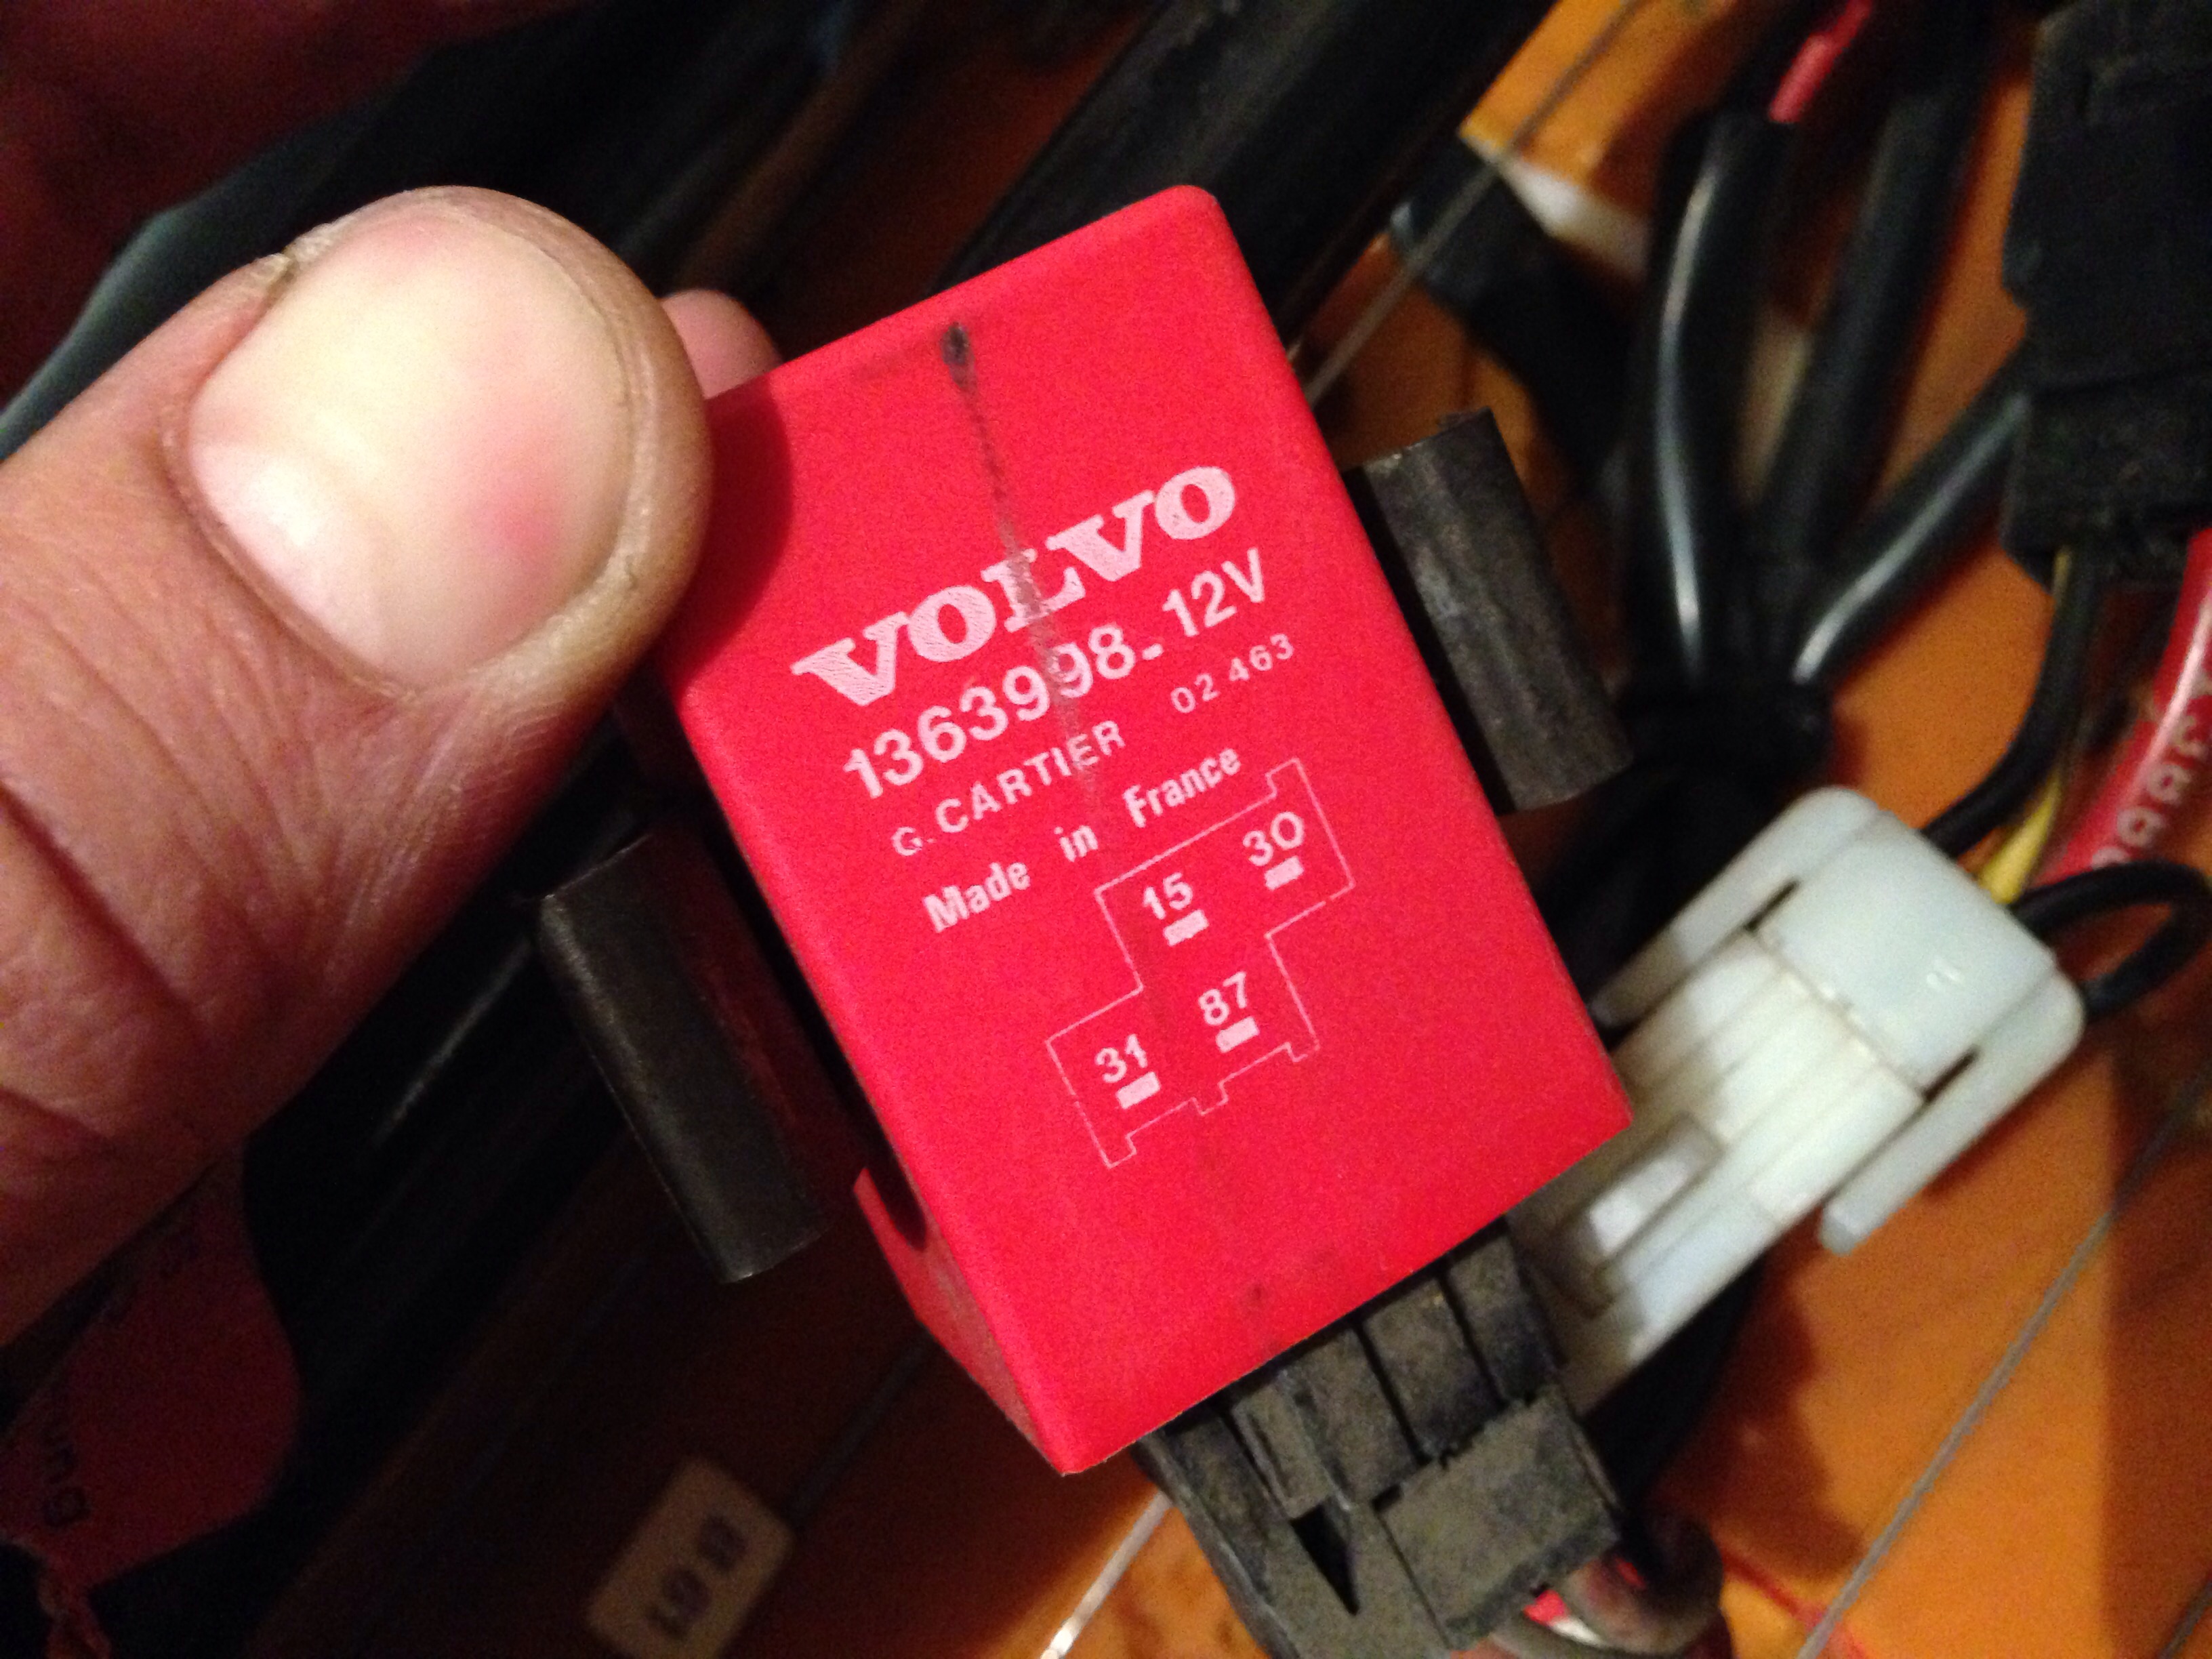 VOLVO
1363998-12V
G.CARTIER 02 463
Made in France
15 30
31 87